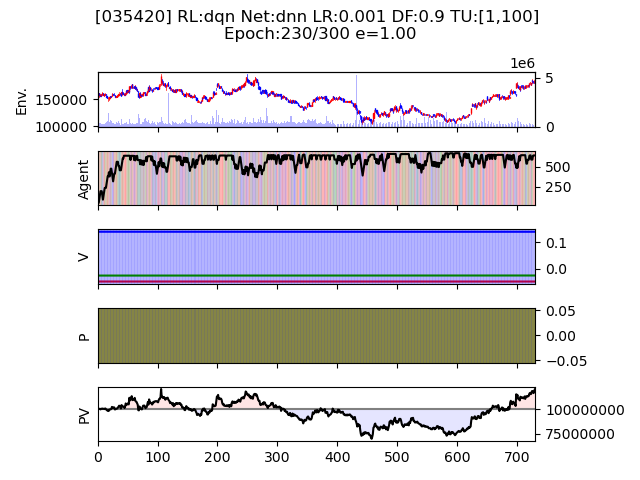 [035420] RL:dqn Net:dnn LR:0.001 DF:0.9 TU:[1,100]
Epoch:230/300 e=1.00
1e6
Env.
150000
100000
5
0
Agent
500
250
V
0.1
0.0
P
0.05
0.00
−0.05
PV
100000000
75000000
0 100 200 300 400 500 600 700